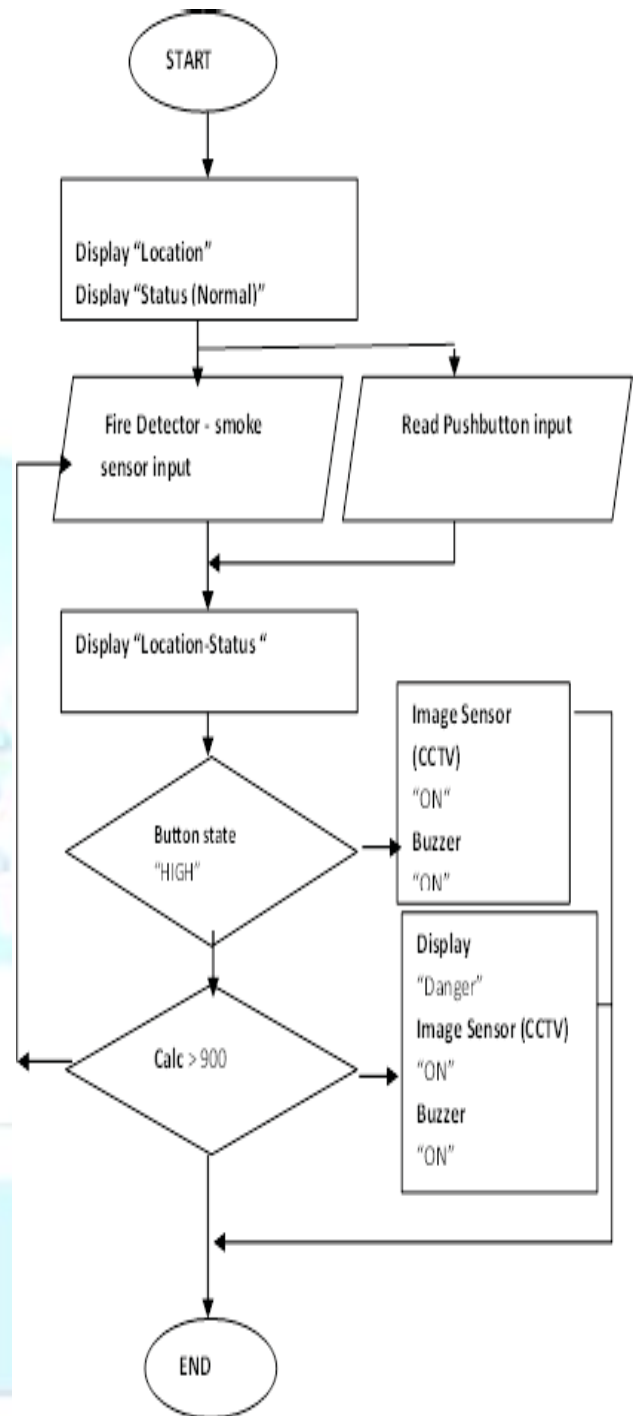 START
Display “Location”
Display “Status (Normal)”
Fire Detector - smoke
sensor input
Read Pushbutton input
Display “Location-Status “
Button state
“HIGH”
Image Sensor
(CCTV)
“ON”
Buzzer
“ON”
Calc > 900
Display
“Danger”
Image Sensor (CCTV)
“ON”
Buzzer
“ON”
END